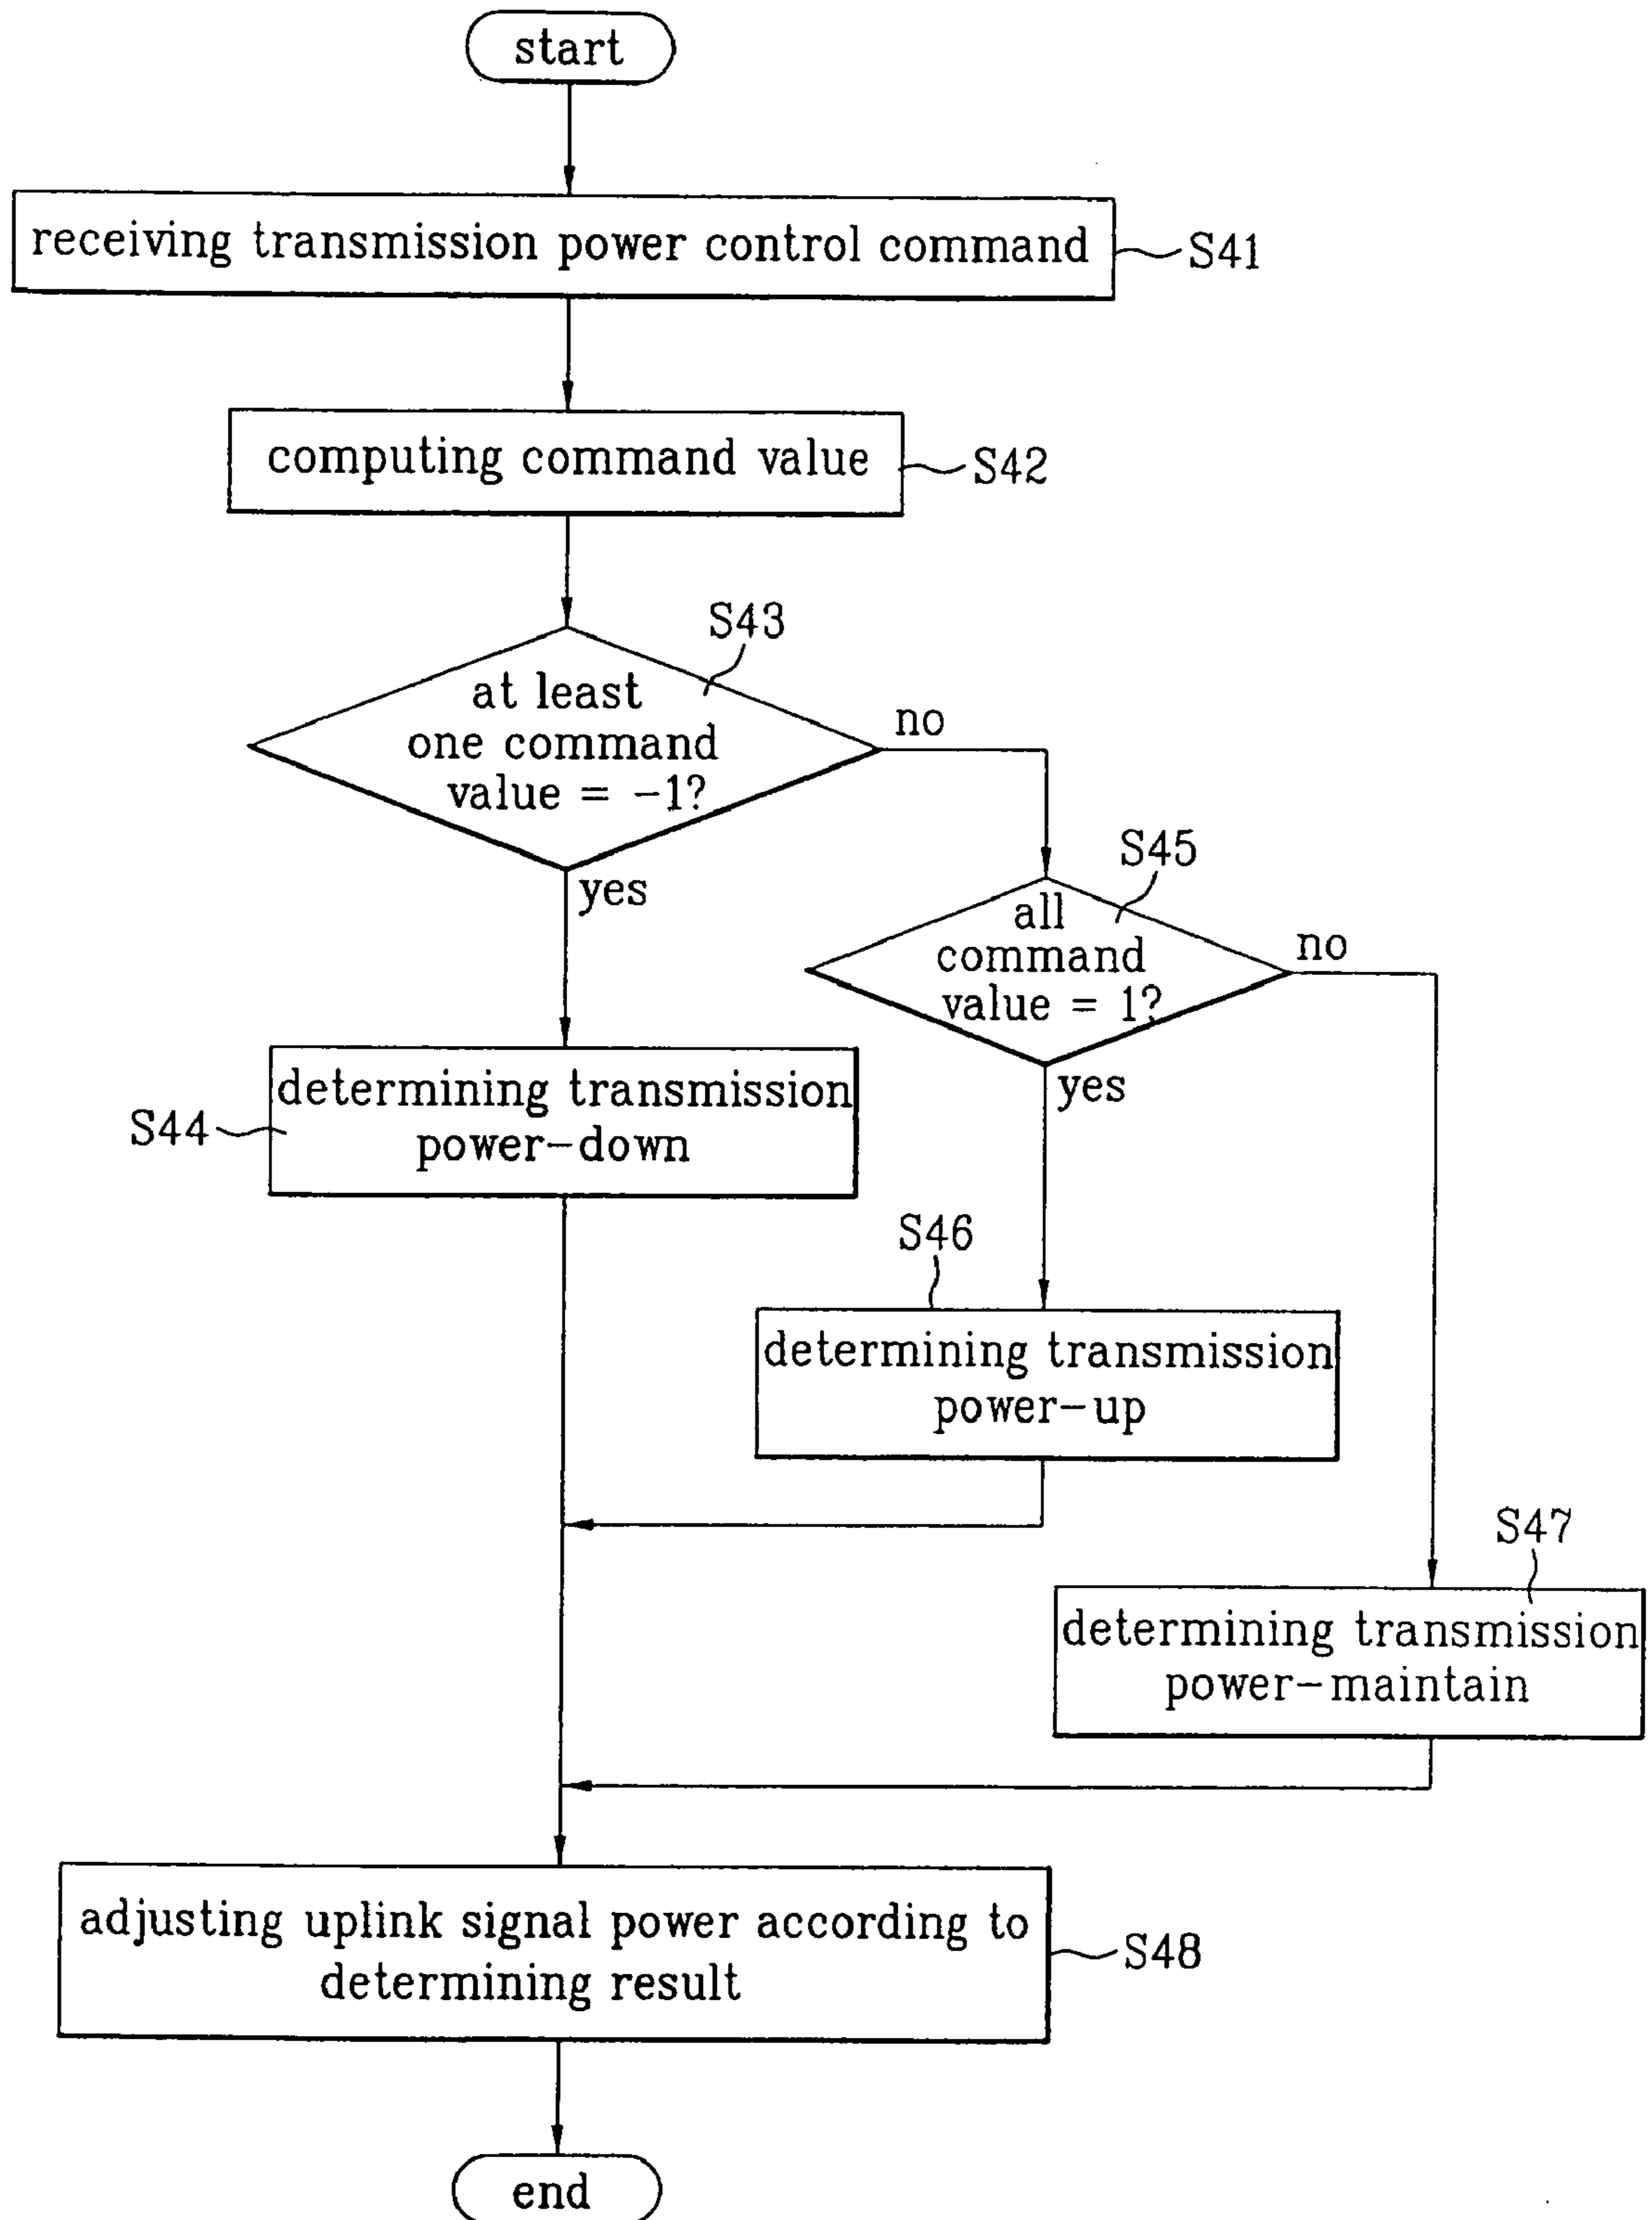 start
receiving transmission power control command
S41
computing command value
S42
S43
at least
one command
value = -1?
no
yes
S45
all
command
value = 1?
no
yes
S44
determining transmission
power-down
S46
determining transmission
power-up
S47
determining transmission
power-maintain
adjusting uplink signal power according to
determining result
S48
end